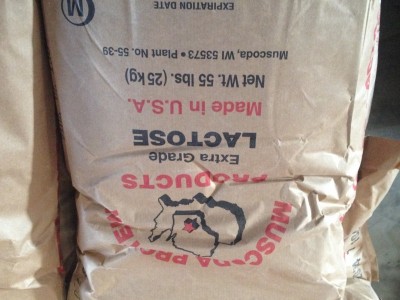 MUSCODA PROTEIN
PRODUCTS
Extra Grade
LACTOSE
Made in U.S.A.
Net Wt. 55 lbs. (25 kg)
Muscoda, WI 53573 • Plant No. 55-39
EXPIRATION DATE
M